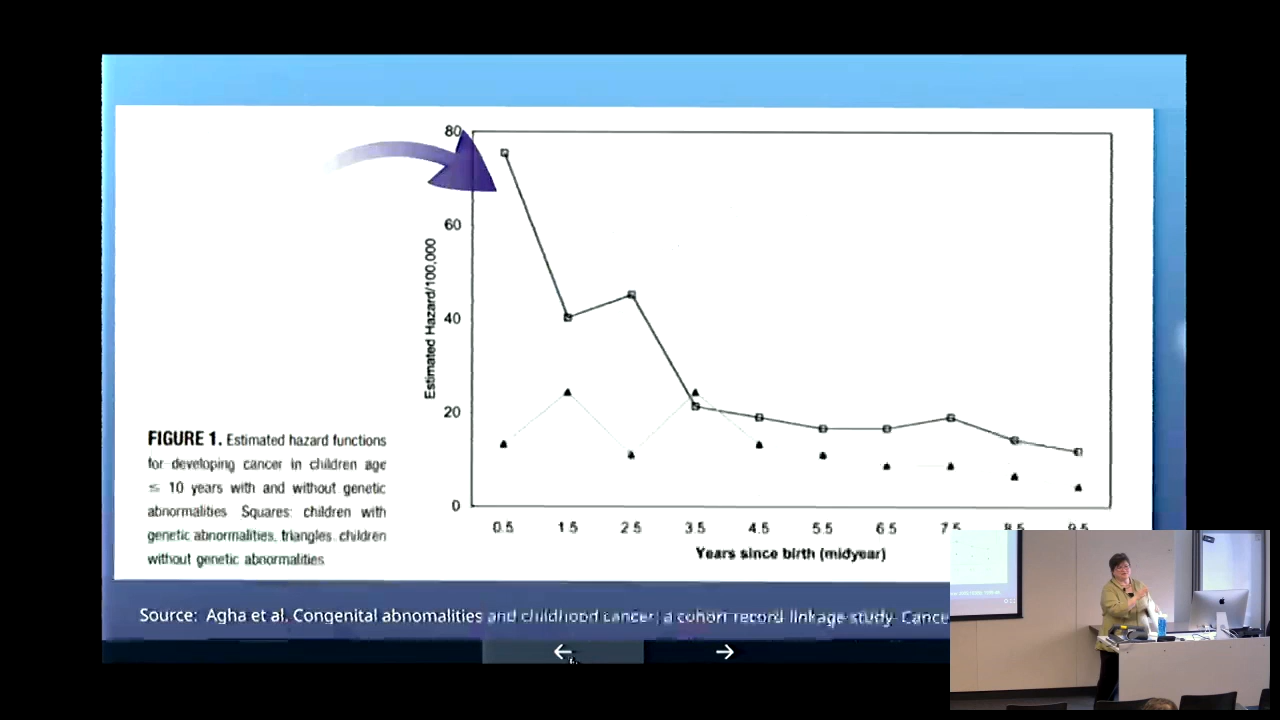 80
60
40
20
0
Estimated Hazard/100,000
0.5 1.5 2.5 3.5 4.5 5.5 6.5 7.5 8.5 9.5
Years since birth (midyear)
FIGURE 1. Estimated hazard functions
for developing cancer in children age
≤ 10 years with and without genetic
abnormalities Squares: children with
genetic abnormalities, triangles children
without genetic abnormalities
Source: Agha et al. Congenital abnomalities and childhood cancer; a cohort record linkage study. Cance